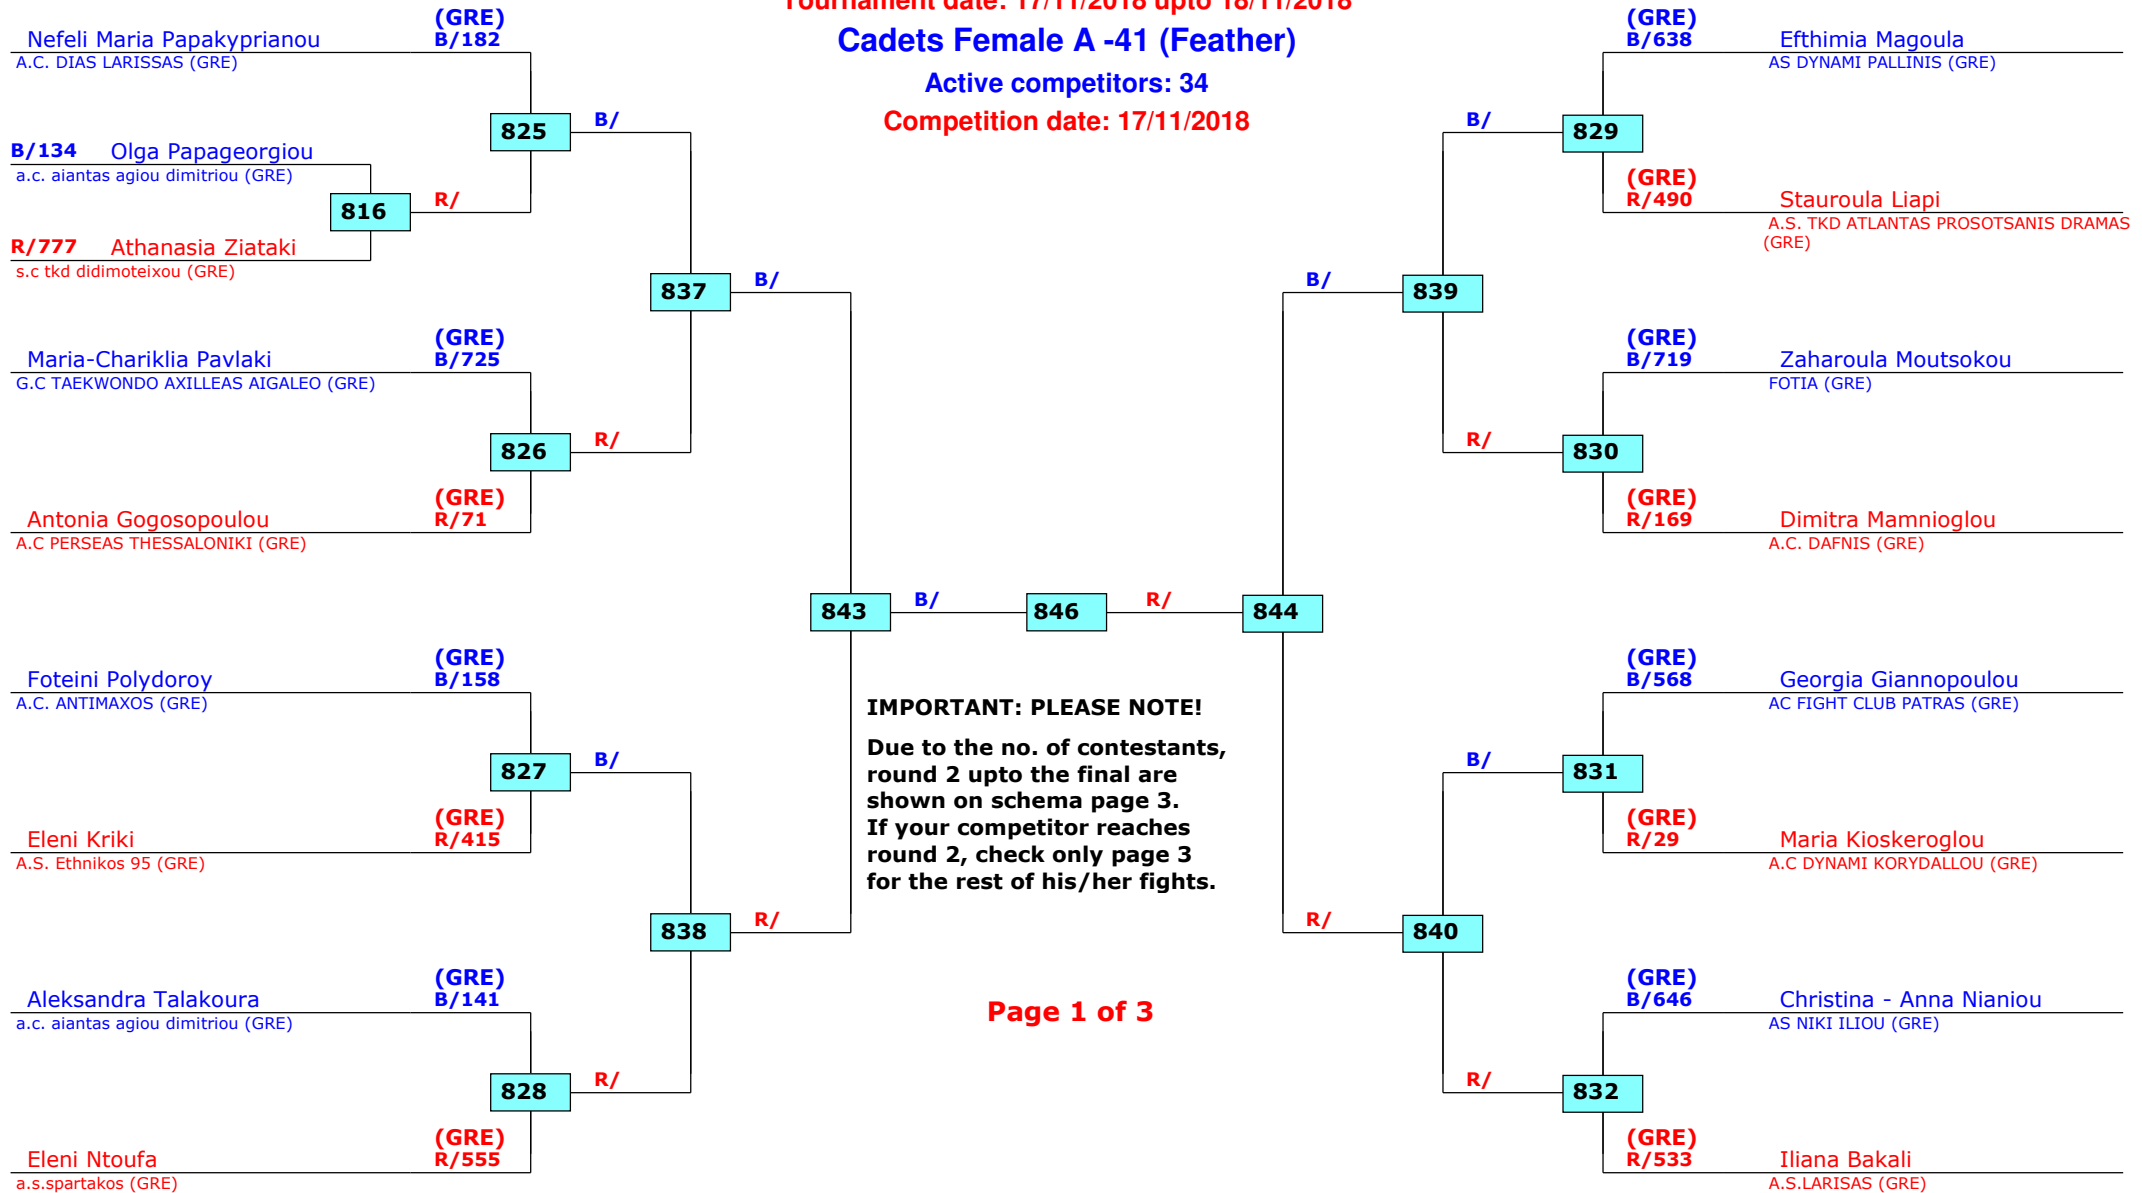 Tournament date: 17/11/2018 upto 18/11/2018
Cadets Female A -41 (Feather)
Active competitors: 34
Competition date: 17/11/2018
(GRE)
Nefeli Maria Papakyprianou B/182
A.C. DIAS LARISSAS (GRE)
825 B/
B/134 Olga Papageorgiou
a.c. aiantas agiou dimitriou (GRE)
816 R/
R/777 Athanasia Ziataki
s.c tkd didimoteixou (GRE)
837 B/
(GRE)
Maria-Chariklia Pavlaki B/725
G.C TAEKWONDO AXILLEAS AIGALEO (GRE)
826 R/
(GRE)
Antonia Gogosopoulou R/71
A.C PERSEAS THESSALONIKI (GRE)
843 B/ 846 R/ 844
(GRE)
Foteini Polydoroy B/158
A.C. ANTIMAXOS (GRE)
827 B/
(GRE)
Eleni Kriki R/415
A.S. Ethnikos 95 (GRE)
838 R/
(GRE)
Aleksandra Talakoura B/141
a.c. aiantas agiou dimitriou (GRE)
828 R/
(GRE)
Eleni Ntoufa R/555
a.s.spartakos (GRE)
IMPORTANT: PLEASE NOTE!
Due to the no. of contestants,
round 2 upto the final are
shown on schema page 3.
If your competitor reaches
round 2, check only page 3
for the rest of his/her fights.
Page 1 of 3
(GRE)
B/638 Efthimia Magoula
AS DYNAMI PALLINIS (GRE)
B/ 829
(GRE)
R/490 Stauroula Liapi
A.S. TKD ATLANTAS PROSOTSANIS DRAMAS
(GRE)
B/ 839
(GRE)
B/719 Zaharoula Moutsokou
FOTIA (GRE)
R/ 830
(GRE)
R/169 Dimitra Mamnioglou
A.C. DAFNIS (GRE)
(GRE)
B/568 Georgia Giannopoulou
AC FIGHT CLUB PATRAS (GRE)
B/ 831
(GRE)
R/29 Maria Kioskeroglou
A.C DYNAMI KORYDALLOU (GRE)
R/ 840
(GRE)
B/646 Christina - Anna Nianiou
AS NIKI ILIOU (GRE)
R/ 832
(GRE)
R/533 Iliana Bakali
A.S.LARISAS (GRE)